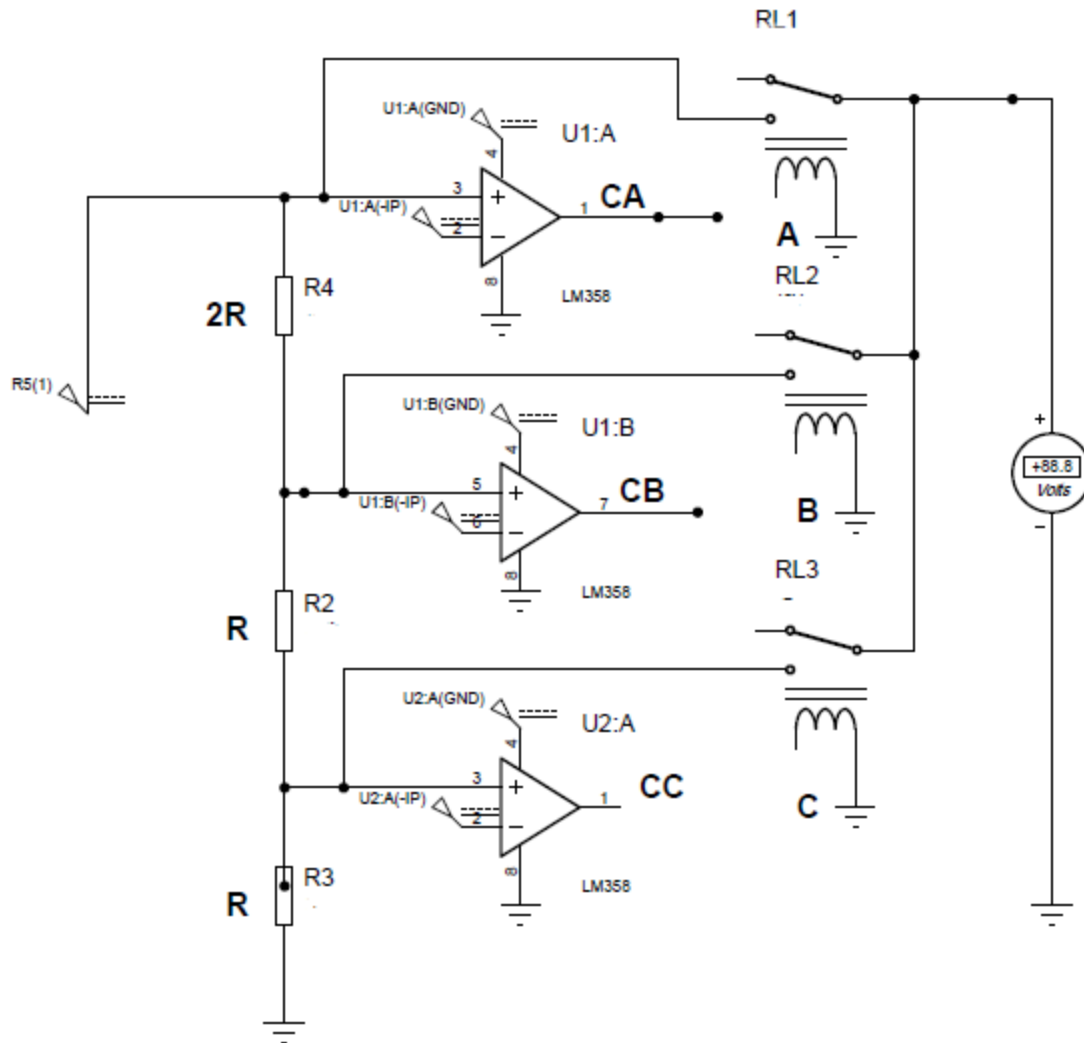 RL1
U1:A(GND)
U1:A
4
3
+
CA
U1:A(-IP)
1
2
−
A
8
LM358
RL2
R4
2R
R5(1)
U1:B(GND)
U1:B
4
+
+88.8
Volts
−
5
+
CB
U1:B(-IP)
7
6
−
B
8
LM358
RL3
R2
R
U2:A(GND)
U2:A
4
3
+
CC
U2:A(-IP)
1
2
−
C
8
LM358
R3
R